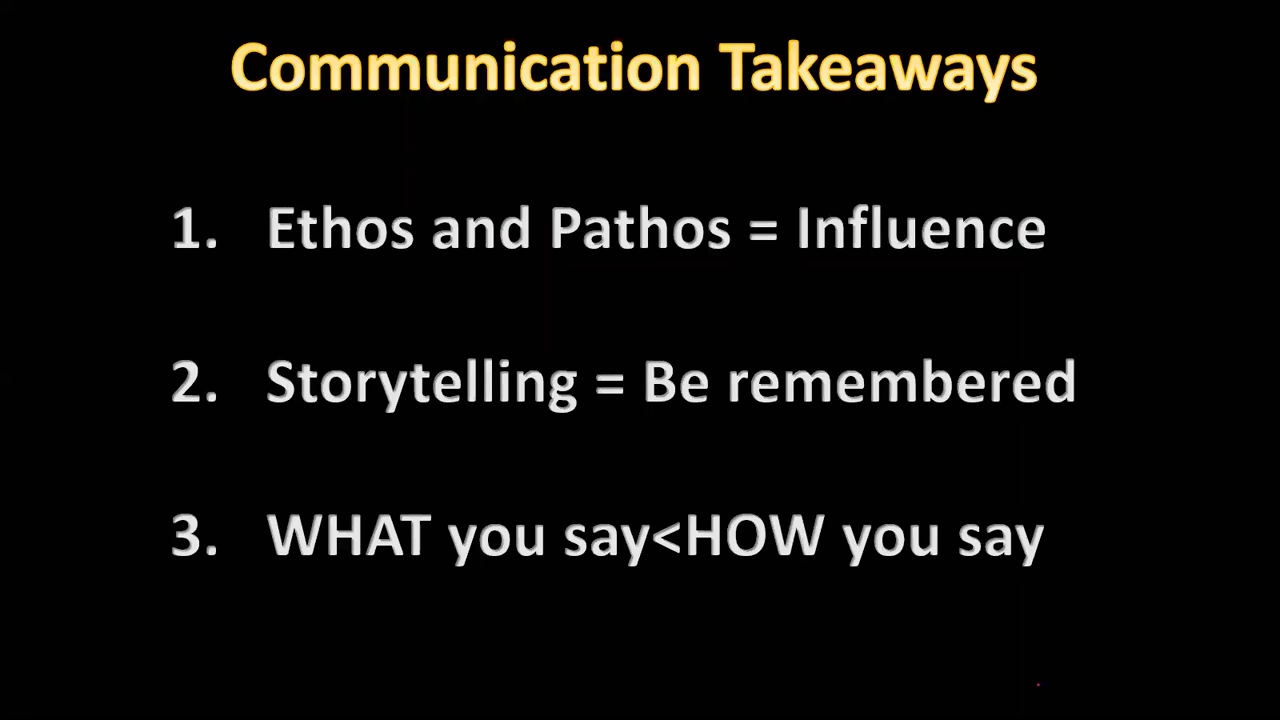 Communication Takeaways
1. Ethos and Pathos = Influence
2. Storytelling = Be remembered
3. WHAT you say<HOW you say